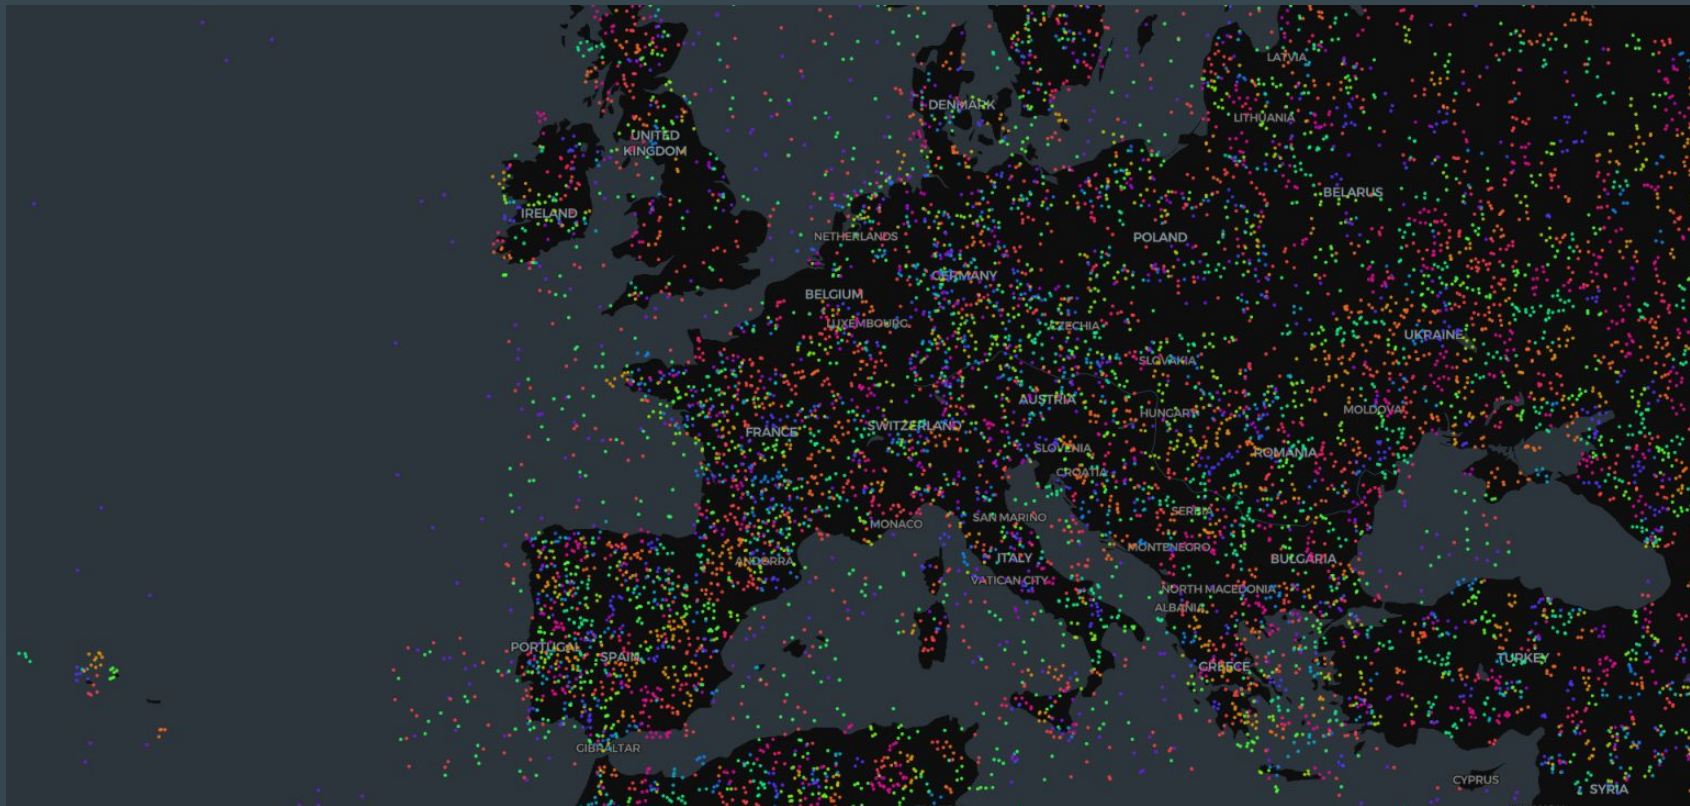 LATVIA
DENMARK
LITHUANIA
UNITED
KINGDOM
BELARUS
IRELAND
NETHERLANDS
POLAND
GERMANY
BELGIUM
LUXEMBOURG
CZECHIA
UKRAINE
SLOVAKIA
AUSTRIA
HUNGARY
MOLDOVA
FRANCE
SWITZERLAND
SLOVENIA
ROMANIA
CROATIA
SERBIA
SAN MARINO
MONACO
MONTENEGRO
ITALY
BULGARIA
ANDORRA
VATICAN CITY
NORTH MACEDONIA
ALBANIA
PORTUGAL
SPAIN
TURKEY
GREECE
GIBRALTAR
CYPRUS
SYRIA